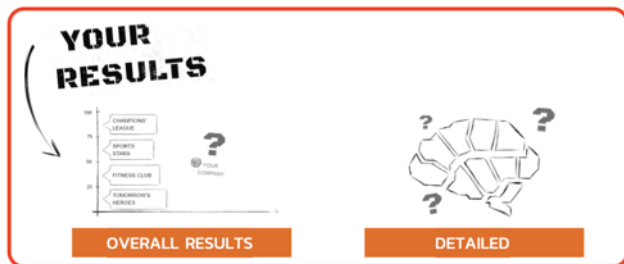 YOUR
RESULTS
100
CHAMPIONS'
LEAGUE
75
SPORTS
STARS
?
?
?
50
YOUR
COMPANY
FITNESS CLUB
25
TOMORROW'S
HEROES
?
OVERALL RESULTS
DETAILED